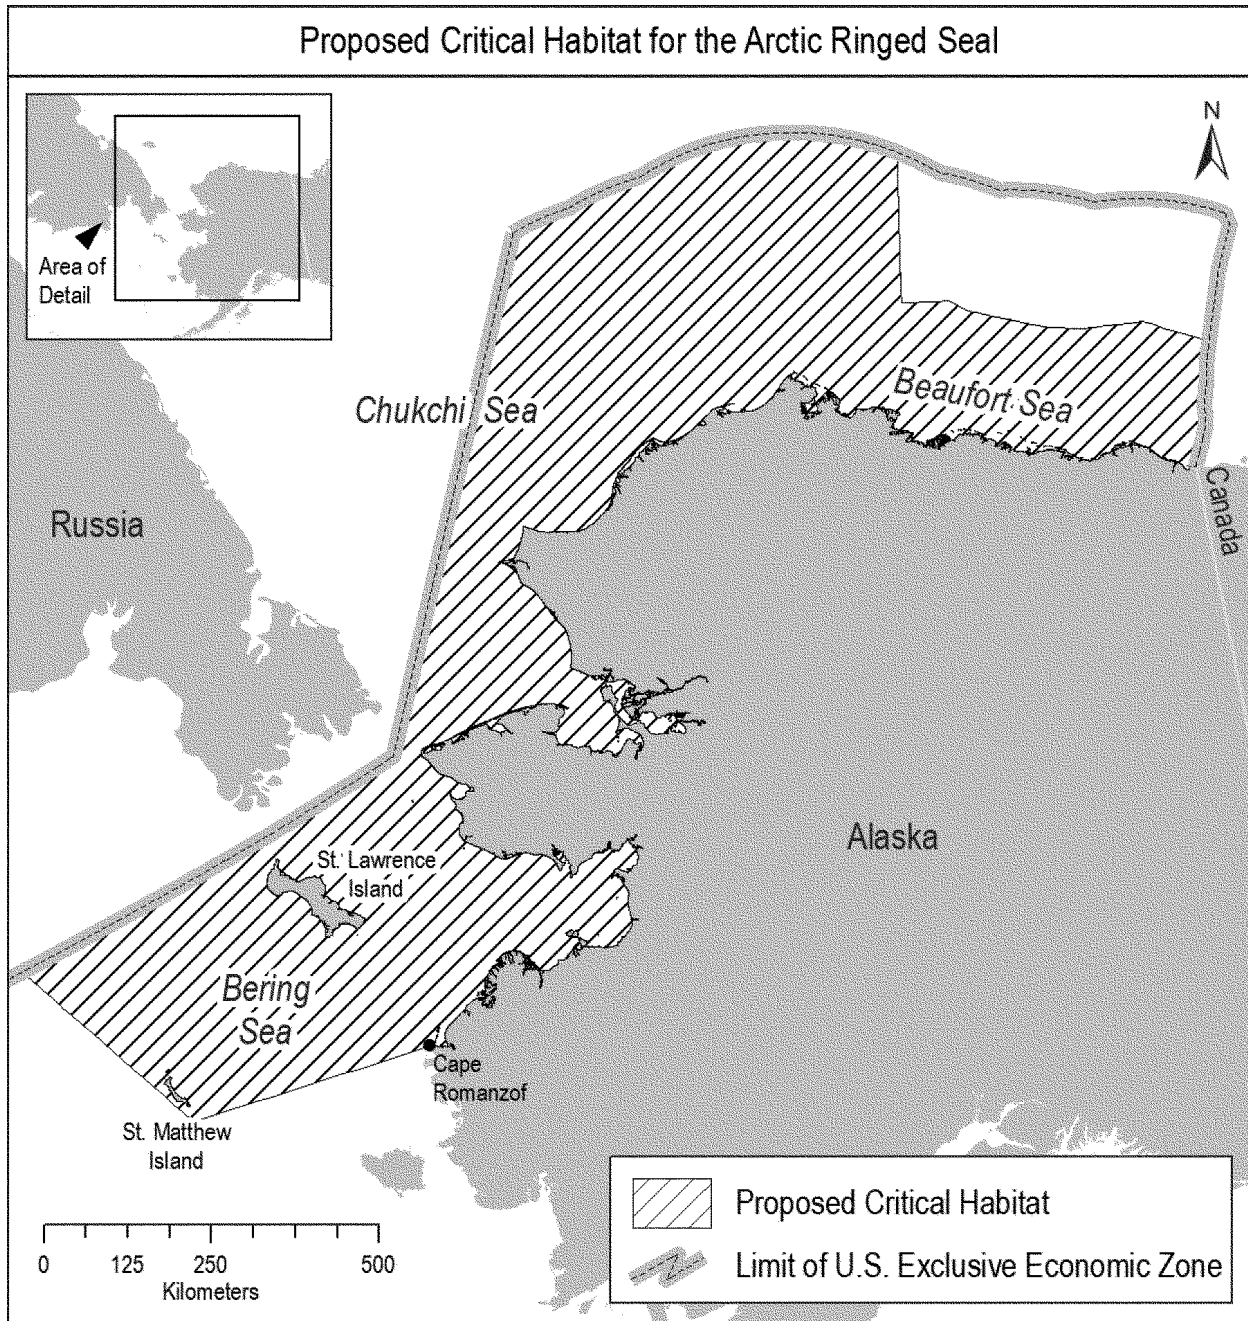 Proposed Critical Habitat for the Arctic Ringed Seal
N
Area of
Detail
Beaufort Sea
Chukchi Sea
Canada
Russia
Alaska
St. Lawrence
Island
Bering
Sea
Cape
Romanzof
St. Matthew
Island
0 125 250 500
Kilometers
Proposed Critical Habitat
Limit of U.S. Exclusive Economic Zone